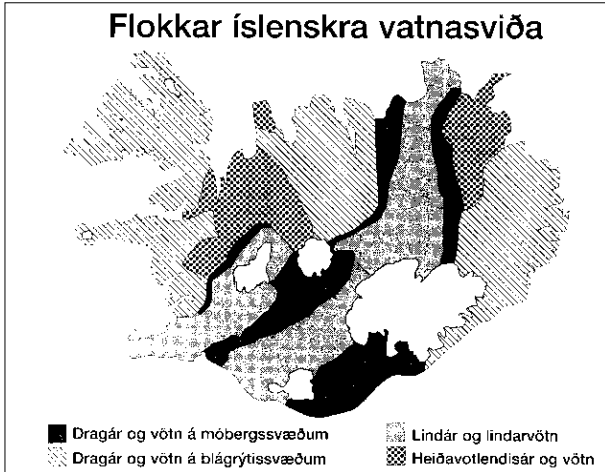 Flokkar íslenskra vatnasviða
Dragár og vötn á móbergssvæðum
Lindár og lindarvötn
Dragár og vötn á blágrýtissvæðum
Heiðavotlendisár og vötn